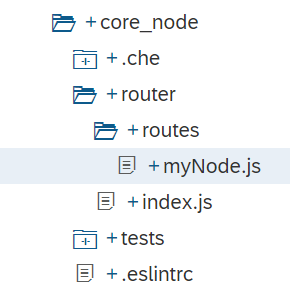 + core_node
+ .che
+ router
+ routes
+ myNode.js
+ index.js
+ tests
+ .eslintrc